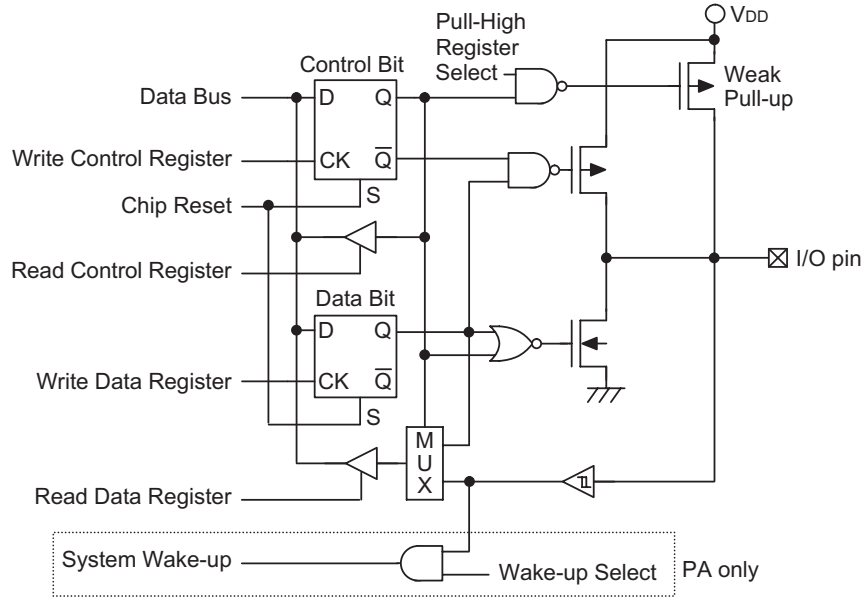 VDD
Pull-High
Register
Select
Weak
Pull-up
Control Bit
Data Bus
D
Q
Write Control Register
CK
Q
S
Chip Reset
I/O pin
Read Control Register
Data Bit
D
Q
Write Data Register
CK
Q
S
M
U
X
Read Data Register
System Wake-up
Wake-up Select
PA only